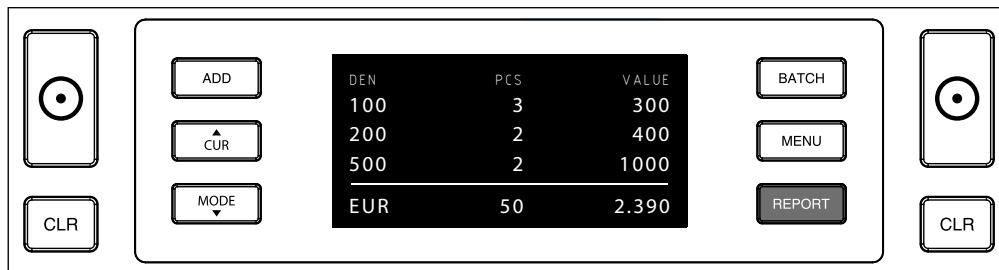 ADD
CUR
MODE
CLR
DEN PCS VALUE
100 3 300
200 2 400
500 2 1000
EUR 50 2.390
BATCH
MENU
REPORT
CLR